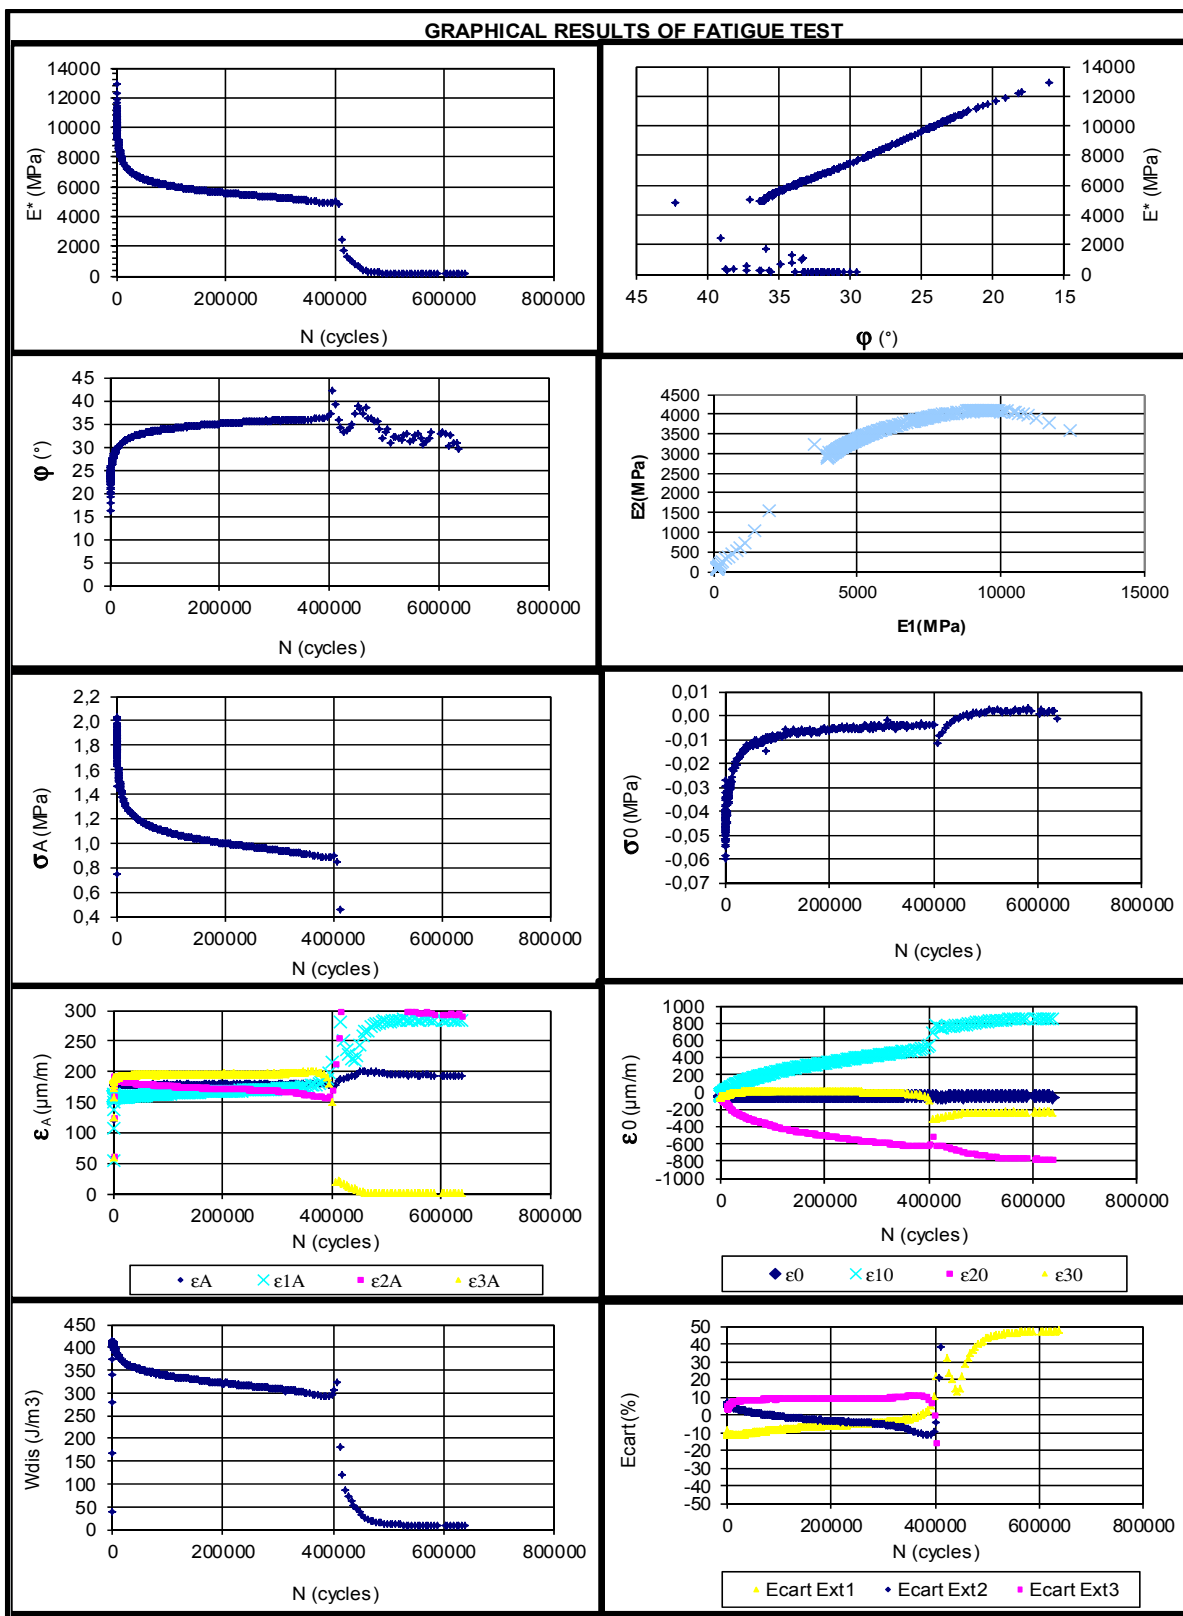 GRAPHICAL RESULTS OF FATIGUE TEST
14000
12000
10000
8000
6000
4000
2000
0
E* (MPa)
0 200000 400000 600000 800000
N (cycles)
14000
12000
10000
8000
6000
4000
2000
0
E* (MPa)
45 40 35 30 25 20 15
φ (°)
45
40
35
30
25
20
15
10
5
0
φ (°)
0 200000 400000 600000 800000
N (cycles)
4500
4000
3500
3000
2500
2000
1500
1000
500
0
E2(MPa)
0 5000 10000 15000
E1(MPa)
2,2
2,0
1,8
1,6
1,4
1,2
1,0
0,8
0,6
0,4
σA (MPa)
0 200000 400000 600000 800000
N (cycles)
0,01
0,00
-0,01
-0,02
-0,03
-0,04
-0,05
-0,06
-0,07
σ0 (MPa)
0 200000 400000 600000 800000
N (cycles)
300
250
200
150
100
50
0
εA (µm/m)
0 200000 400000 600000 800000
N (cycles)
εA ε1A ε2A ε3A
1000
800
600
400
200
0
-200
-400
-600
-800
-1000
ε0 (µm/m)
0 200000 400000 600000 800000
N (cycles)
ε0 ε10 ε20 ε30
450
400
350
300
250
200
150
100
50
0
Wdis (J/m3)
0 200000 400000 600000 800000
N (cycles)
50
40
30
20
10
0
-10
-20
-30
-40
-50
Ecart (%)
0 200000 400000 600000 800000
N (cycles)
Ecart Ext1 Ecart Ext2 Ecart Ext3